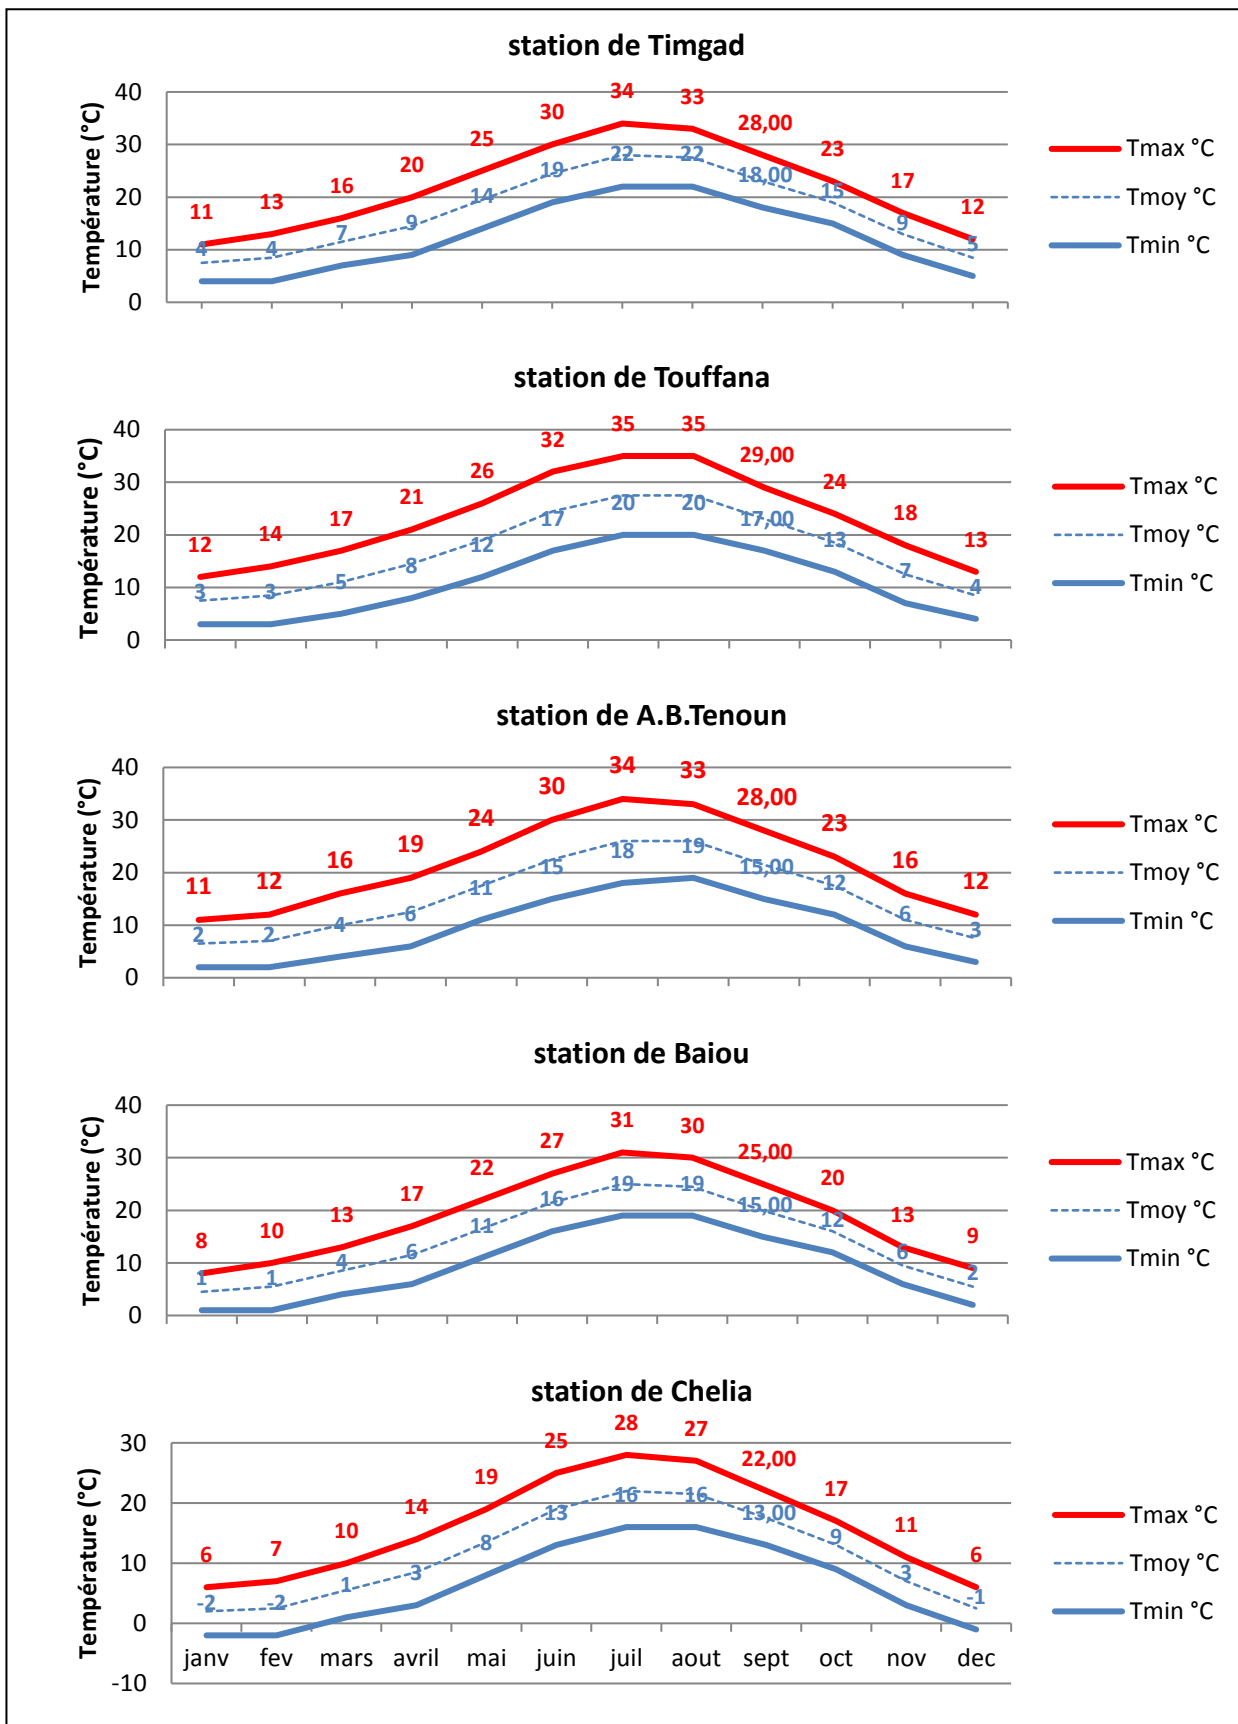 station de Timgad
Température (°C)
40
30
20
10
0
11 13 16 20 25 30 34 33 28,00 23 17 12
4 4 7 9 14 19 22 22 18,00 15 9 5
Tmax °C
Tmoy °C
Tmin °C
station de Touffana
Température (°C)
40
30
20
10
0
12 14 17 21 26 32 35 35 29,00 24 18 13
3 3 5 8 12 17 20 20 17,00 13 7 4
Tmax °C
Tmoy °C
Tmin °C
station de A.B.Tenoun
Température (°C)
40
30
20
10
0
11 12 16 19 24 30 34 33 28,00 23 16 12
2 2 4 6 11 15 18 19 15,00 12 6 3
Tmax °C
Tmoy °C
Tmin °C
station de Baiou
Température (°C)
40
30
20
10
0
8 10 13 17 22 27 31 30 25,00 20 13 9
1 1 4 6 11 16 19 19 15,00 12 6 2
Tmax °C
Tmoy °C
Tmin °C
station de Chelia
Température (°C)
30
20
10
0
-10
6 7 10 14 19 25 28 27 22,00 17 11 6
-2 -2 1 3 8 13 16 16 13,00 9 3 -1
janv fev mars avril mai juin juil aout sept oct nov dec
Tmax °C
Tmoy °C
Tmin °C